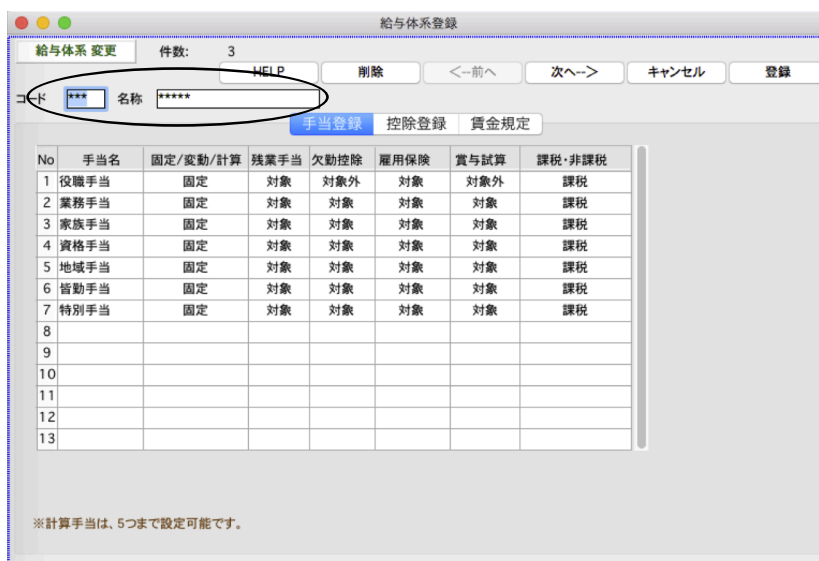 給与体系登録
給与体系 変更 件数: 3
HELP 削除 <--前へ 次へ--> キャンセル 登録
コード *** 名称 *****
手当登録 控除登録 賃金規定
No 手当名 固定/変動/計算 残業手当 欠勤控除 雇用保険 賞与試算 課税・非課税
1 役職手当 固定 対象 対象外 対象 対象外 課税
2 業務手当 固定 対象 対象 対象 対象 課税
3 家族手当 固定 対象 対象 対象 対象 課税
4 資格手当 固定 対象 対象 対象 対象 課税
5 地域手当 固定 対象 対象 対象 対象 課税
6 皆勤手当 固定 対象 対象 対象 対象 課税
7 特別手当 固定 対象 対象 対象 対象 課税
8
9
10
11
12
13
※計算手当は、5つまで設定可能です。